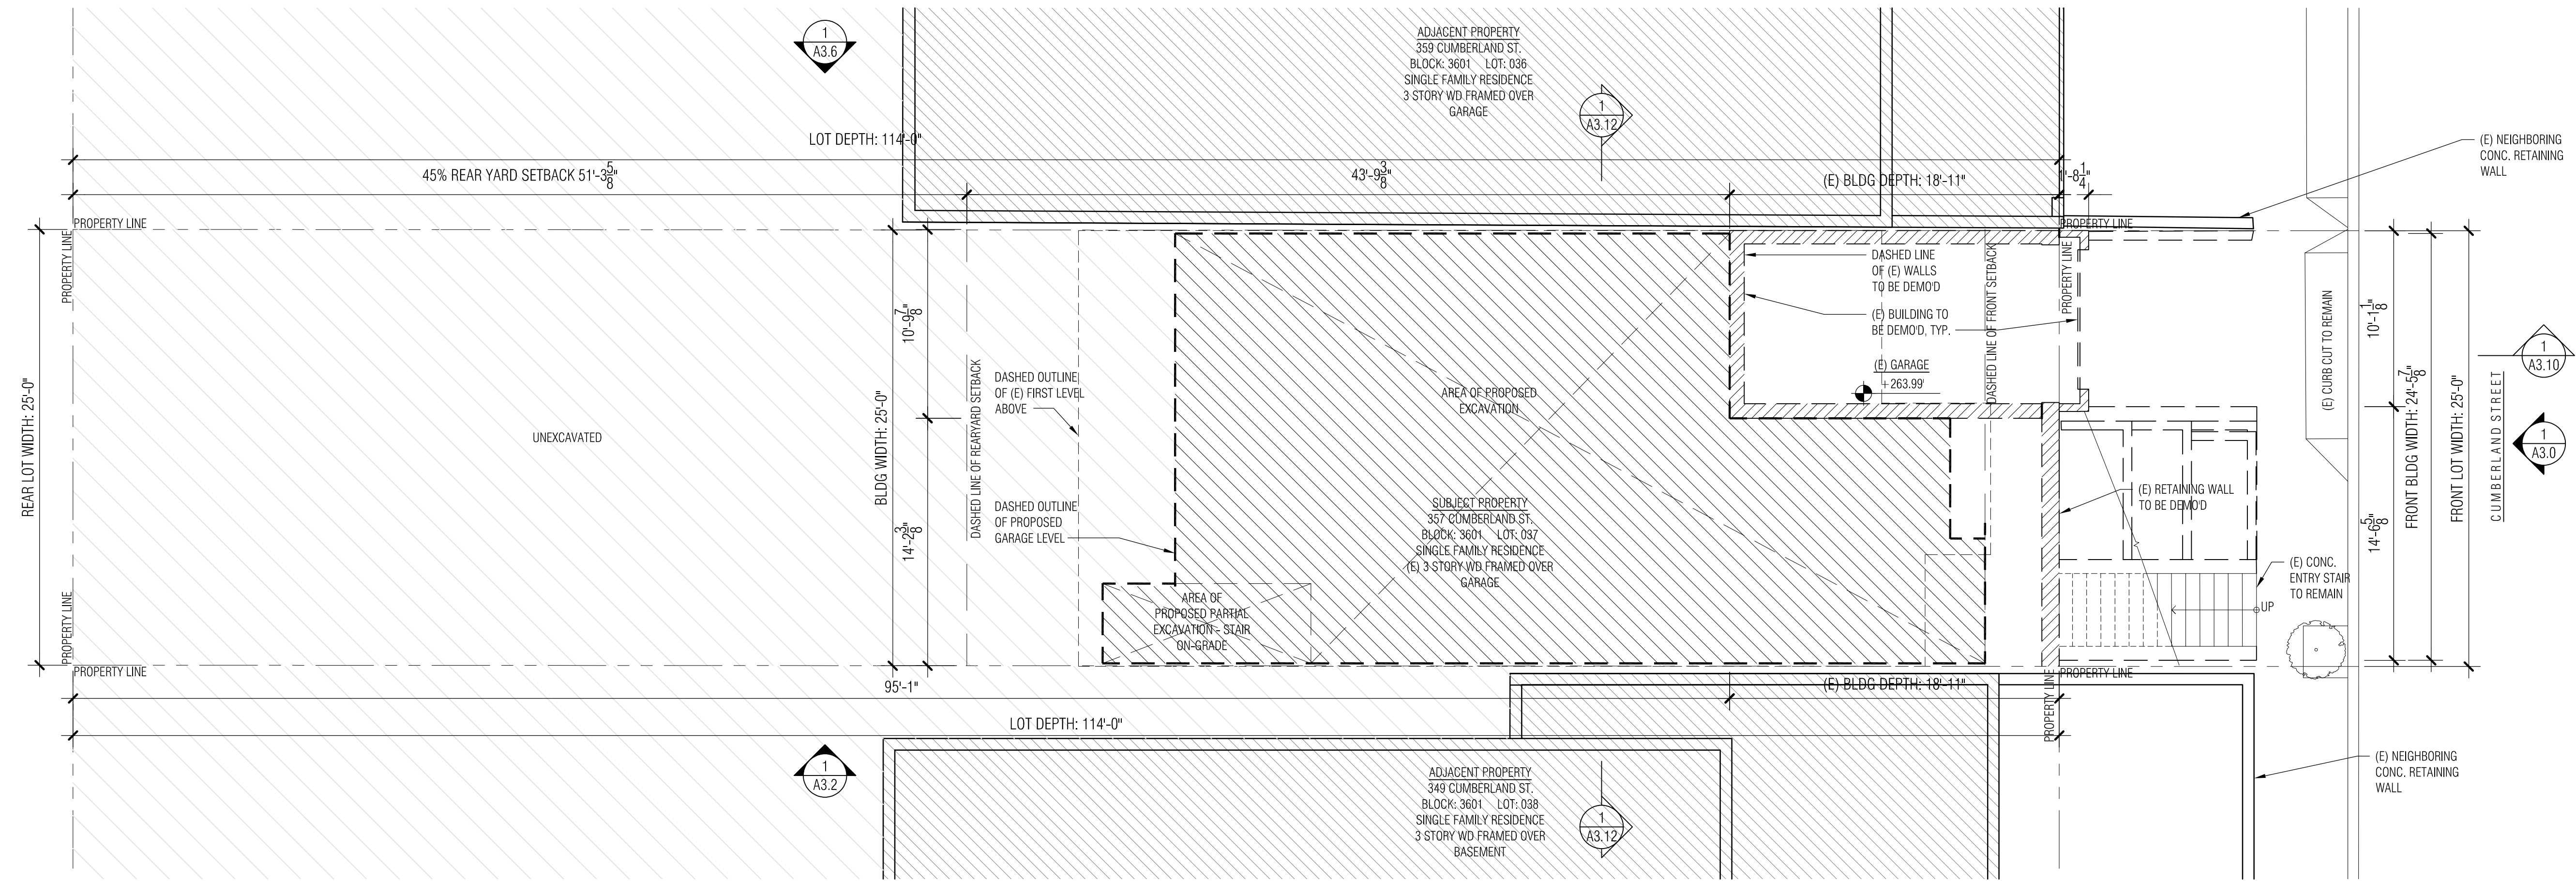 1
A3.6
ADJACENT PROPERTY
359 CUMBERLAND ST.
BLOCK: 3601 LOT: 036
SINGLE FAMILY RESIDENCE
3 STORY WD FRAMED OVER
GARAGE
1
A3.12
LOT DEPTH: 114'-0"
45% REAR YARD SETBACK 51'-3 5/8"
43'-9 3/8"
(E) BLDG DEPTH: 18'-11"
1'-8 1/4"
(E) NEIGHBORING
CONC. RETAINING
WALL
PROPERTY LINE
PROPERTY LINE
PROPERTY LINE
PROPERTY LINE
REAR LOT WIDTH: 25'-0"
UNEXCAVATED
BLDG WIDTH: 25'-0"
10'-9 7/8"
14'-2 3/8"
DASHED LINE OF REARYARD SETBACK
DASHED OUTLINE
OF (E) FIRST LEVEL
ABOVE
DASHED OUTLINE
OF PROPOSED
GARAGE LEVEL
AREA OF PROPOSED
EXCAVATION
SUBJECT PROPERTY
357 CUMBERLAND ST.
BLOCK: 3601 LOT: 037
SINGLE FAMILY RESIDENCE
(E) 3 STORY WD FRAMED OVER
GARAGE
AREA OF
PROPOSED PARTIAL
EXCAVATION - STAIR
ON-GRADE
DASHED LINE
OF (E) WALLS
TO BE DEMO'D
(E) BUILDING TO
BE DEMO'D, TYP.
(E) GARAGE
+263.99'
DASHED LINE OF FRONT SETBACK
(E) RETAINING WALL
TO BE DEMO'D
(E) CONC.
ENTRY STAIR
TO REMAIN
UP
(E) CURB CUT TO REMAIN
10'-1 1/8"
14'-6 5/8"
FRONT BLDG WIDTH: 24'-5 7/8"
FRONT LOT WIDTH: 25'-0"
CUMBERLAND STREET
1
A3.10
1
A3.0
PROPERTY LINE
PROPERTY LINE
PROPERTY LINE
PROPERTY LINE
95'-1"
(E) BLDG DEPTH: 18'-11"
LOT DEPTH: 114'-0"
1
A3.2
ADJACENT PROPERTY
349 CUMBERLAND ST.
BLOCK: 3601 LOT: 038
SINGLE FAMILY RESIDENCE
3 STORY WD FRAMED OVER
BASEMENT
1
A3.12
(E) NEIGHBORING
CONC. RETAINING
WALL